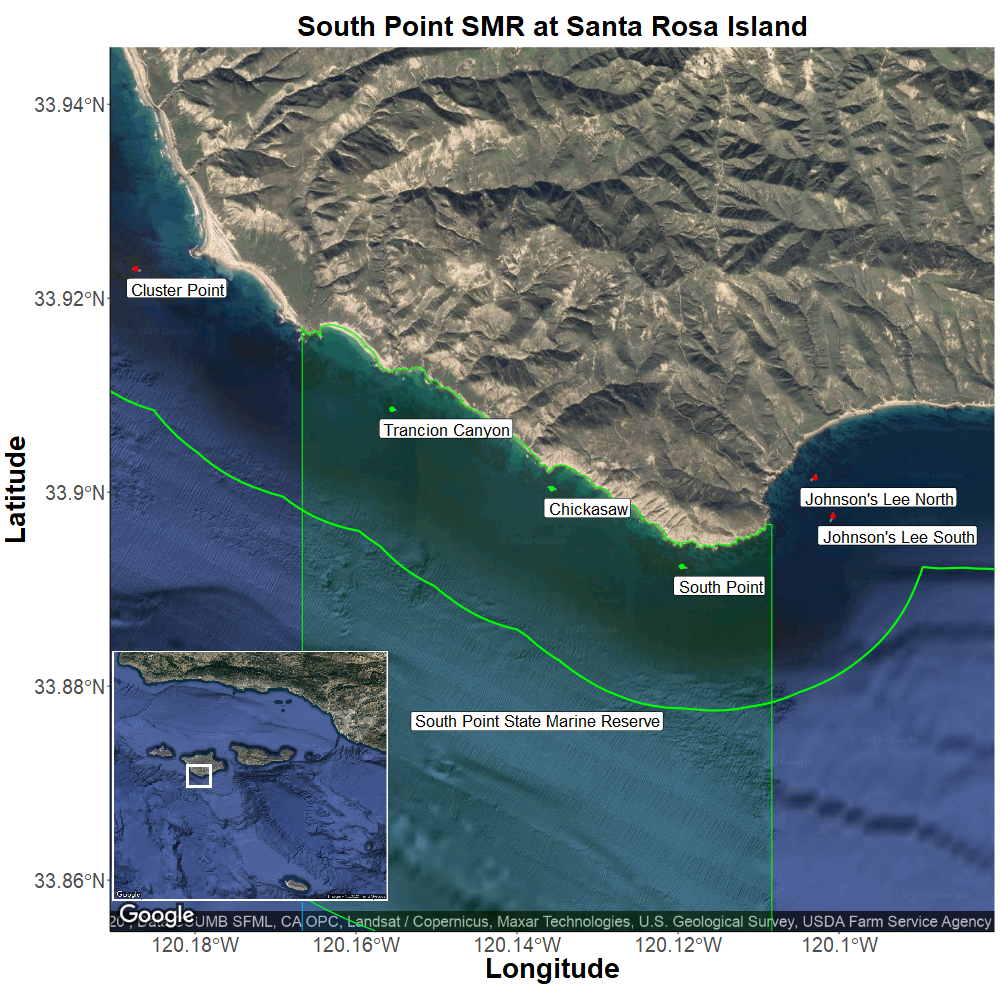 South Point SMR at Santa Rosa Island
33.94°N
33.92°N
33.9°N
33.88°N
33.86°N
Latitude
Cluster Point
Trancion Canyon
Chickasaw
Johnson's Lee North
Johnson's Lee South
South Point
South Point State Marine Reserve
Google
Google
CUMB SFML, CA OPC, Landsat / Copernicus, Maxar Technologies, U.S. Geological Survey, USDA Farm Service Agency
120.18°W
120.16°W
120.14°W
120.12°W
120.1°W
Longitude